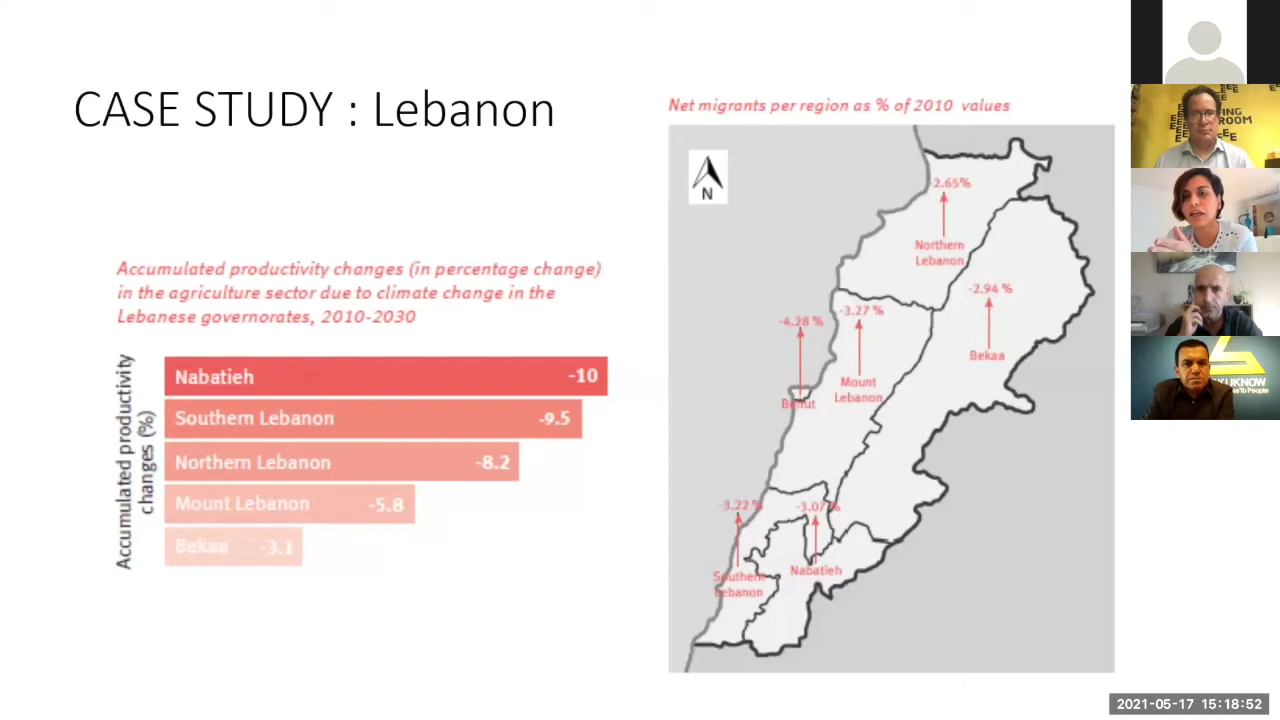 CASE STUDY : Lebanon
Accumulated productivity changes (in percentage change)
in the agriculture sector due to climate change in the
Lebanese governorates, 2010-2030
Accumulated productivity
changes (%)
Nabatieh -10
Southern Lebanon -9.5
Northern Lebanon -8.2
Mount Lebanon -5.8
Bekaa -3.1
Net migrants per region as % of 2010 values
N
-2.65%
Northern
Lebanon
-2.94 %
Bekaa
-4.28 %
Beirut
-3.27 %
Mount
Lebanon
-3.22 %
Southern
Lebanon
-3.07 %
Nabatieh
2021-05-17 15:18:52